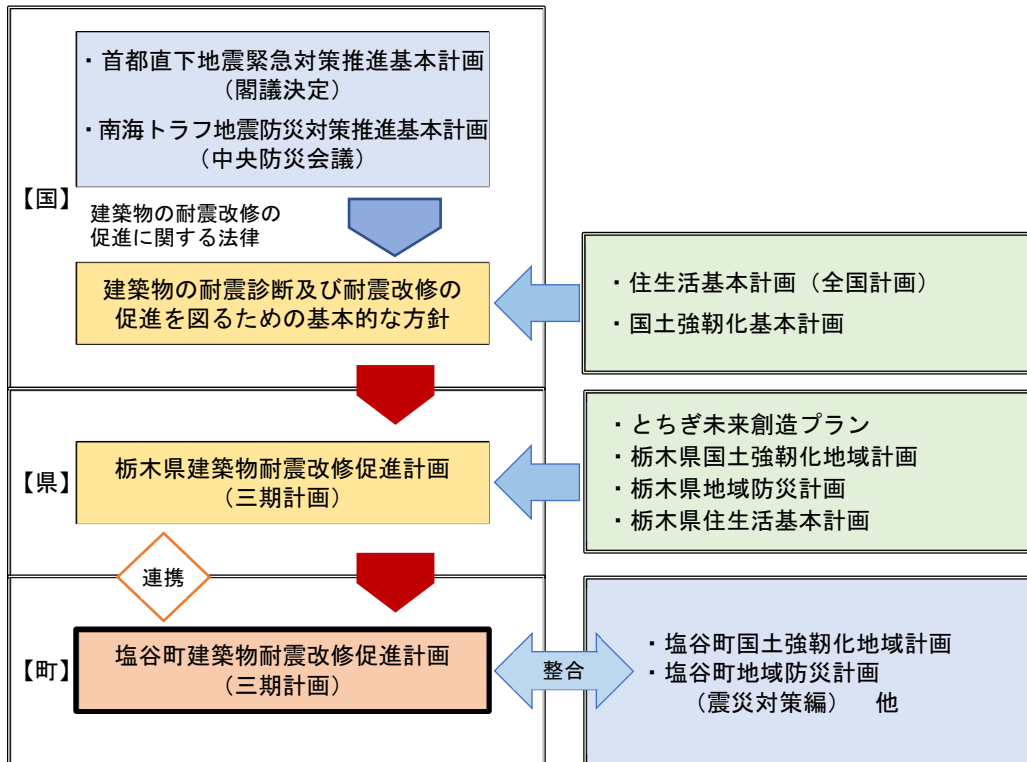 ・首都直下地震緊急対策推進基本計画
（閣議決定）
・南海トラフ地震防災対策推進基本計画
（中央防災会議）
【国】
建築物の耐震改修の
促進に関する法律
建築物の耐震診断及び耐震改修の
促進を図るための基本的な方針
・住生活基本計画（全国計画）
・国土強靱化基本計画
【県】
栃木県建築物耐震改修促進計画
（三期計画）
・とちぎ未来創造プラン
・栃木県国土強靱化地域計画
・栃木県地域防災計画
・栃木県住生活基本計画
連携
【町】
塩谷町建築物耐震改修促進計画
（三期計画）
整合
・塩谷町国土強靱化地域計画
・塩谷町地域防災計画
（震災対策編）　他